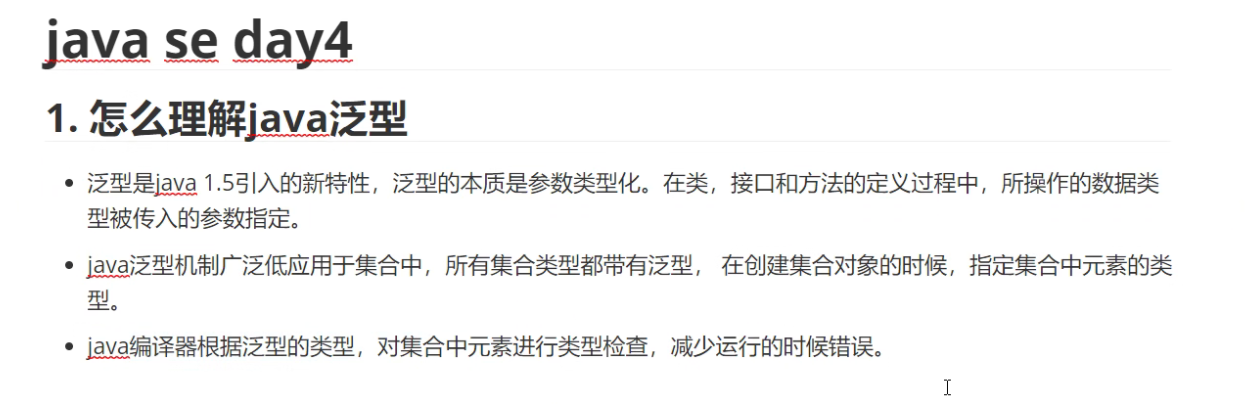 java se day4
1. 怎么理解java泛型
泛型是java 1.5引入的新特性，泛型的本质是参数类型化。在类，接口和方法的定义过程中，所操作的数据类
型被传入的参数指定。
java泛型机制广泛低应用于集合中，所有集合类型都带有泛型， 在创建集合对象的时候，指定集合中元素的类
型。
java编译器根据泛型的类型，对集合中元素进行类型检查，减少运行的时候错误。